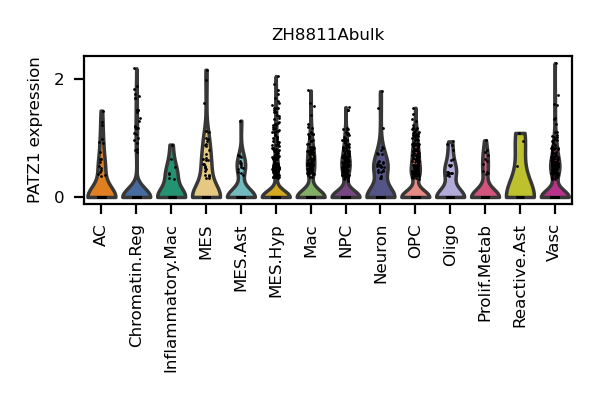 ZH8811Abulk
PATZ1 expression
2
0
AC
Chromatin.Reg
Inflammatory.Mac
MES
MES.Ast
MES.Hyp
Mac
NPC
Neuron
OPC
Oligo
Prolif.Metab
Reactive.Ast
Vasc